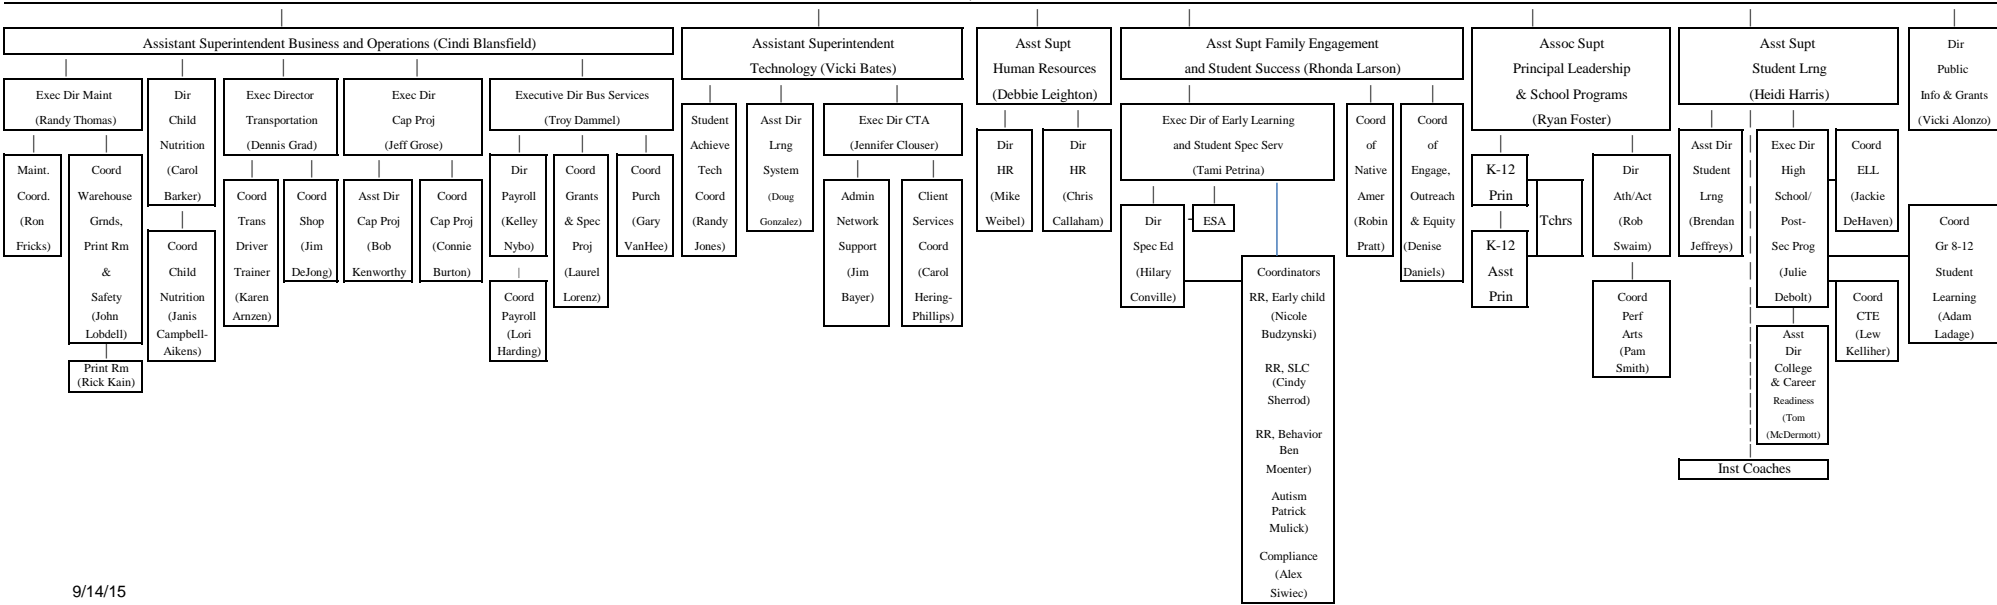 Assistant Superintendent Business and Operations (Cindi Blansfield)
Exec Dir Maint
(Randy Thomas)
Maint.
Coord.
(Ron
Fricks)
Coord
Warehouse
Grnds,
Print Rm
&
Safety
(John
Lobdell)
Print Rm
(Rick Kain)
Dir
Child
Nutrition
(Carol
Barker)
Coord
Child
Nutrition
(Janis
Campbell-
Aikens)
Exec Director
Transportation
(Dennis Grad)
Coord
Trans
Driver
Trainer
(Karen
Arnzen)
Coord
Shop
(Jim
DeJong)
Exec Dir
Cap Proj
(Jeff Grose)
Asst Dir
Cap Proj
(Bob
Kenworthy
Coord
Cap Proj
(Connie
Burton)
Executive Dir Bus Services
(Troy Dammel)
Dir
Payroll
(Kelley
Nybo)
Coord
Payroll
(Lori
Harding)
Coord
Grants
& Spec
Proj
(Laurel
Lorenz)
Coord
Purch
(Gary
VanHee)
Assistant Superintendent
Technology (Vicki Bates)
Student
Achieve
Tech
Coord
(Randy
Jones)
Asst Dir
Lrng
System
(Doug
Gonzalez)
Exec Dir CTA
(Jennifer Clouser)
Admin
Network
Support
(Jim
Bayer)
Client
Services
Coord
(Carol
Hering-
Phillips)
Asst Supt
Human Resources
(Debbie Leighton)
Dir
HR
(Mike
Weibel)
Dir
HR
(Chris
Callaham)
Asst Supt Family Engagement
and Student Success (Rhonda Larson)
Exec Dir of Early Learning
and Student Spec Serv
(Tami Petrina)
Dir
Spec Ed
(Hilary
Conville)
ESA
Coordinators
RR, Early child
(Nicole
Budzynski)
RR, SLC
(Cindy
Sherrod)
RR, Behavior
Ben
Moenter)
Autism
Patrick
Mulick)
Compliance
(Alex
Siwiec)
Coord
of
Native
Amer
(Robin
Pratt)
Coord
of
Engage,
Outreach
& Equity
(Denise
Daniels)
Assoc Supt
Principal Leadership
& School Programs
(Ryan Foster)
K-12
Prin
K-12
Asst
Prin
Tchrs
Dir
Ath/Act
(Rob
Swaim)
Coord
Perf
Arts
(Pam
Smith)
Asst Supt
Student Lrng
(Heidi Harris)
Asst Dir
Student
Lrng
(Brendan
Jeffreys)
Exec Dir
High
School/
Post-
Sec Prog
(Julie
Debolt)
Asst
Dir
College
& Career
Readiness
(Tom
(McDermott)
Inst Coaches
Coord
ELL
(Jackie
DeHaven)
Coord
CTE
(Lew
Kelliher)
Coord
Gr 8-12
Student
Learning
(Adam
Ladage)
Dir
Public
Info & Grants
(Vicki Alonzo)
9/14/15